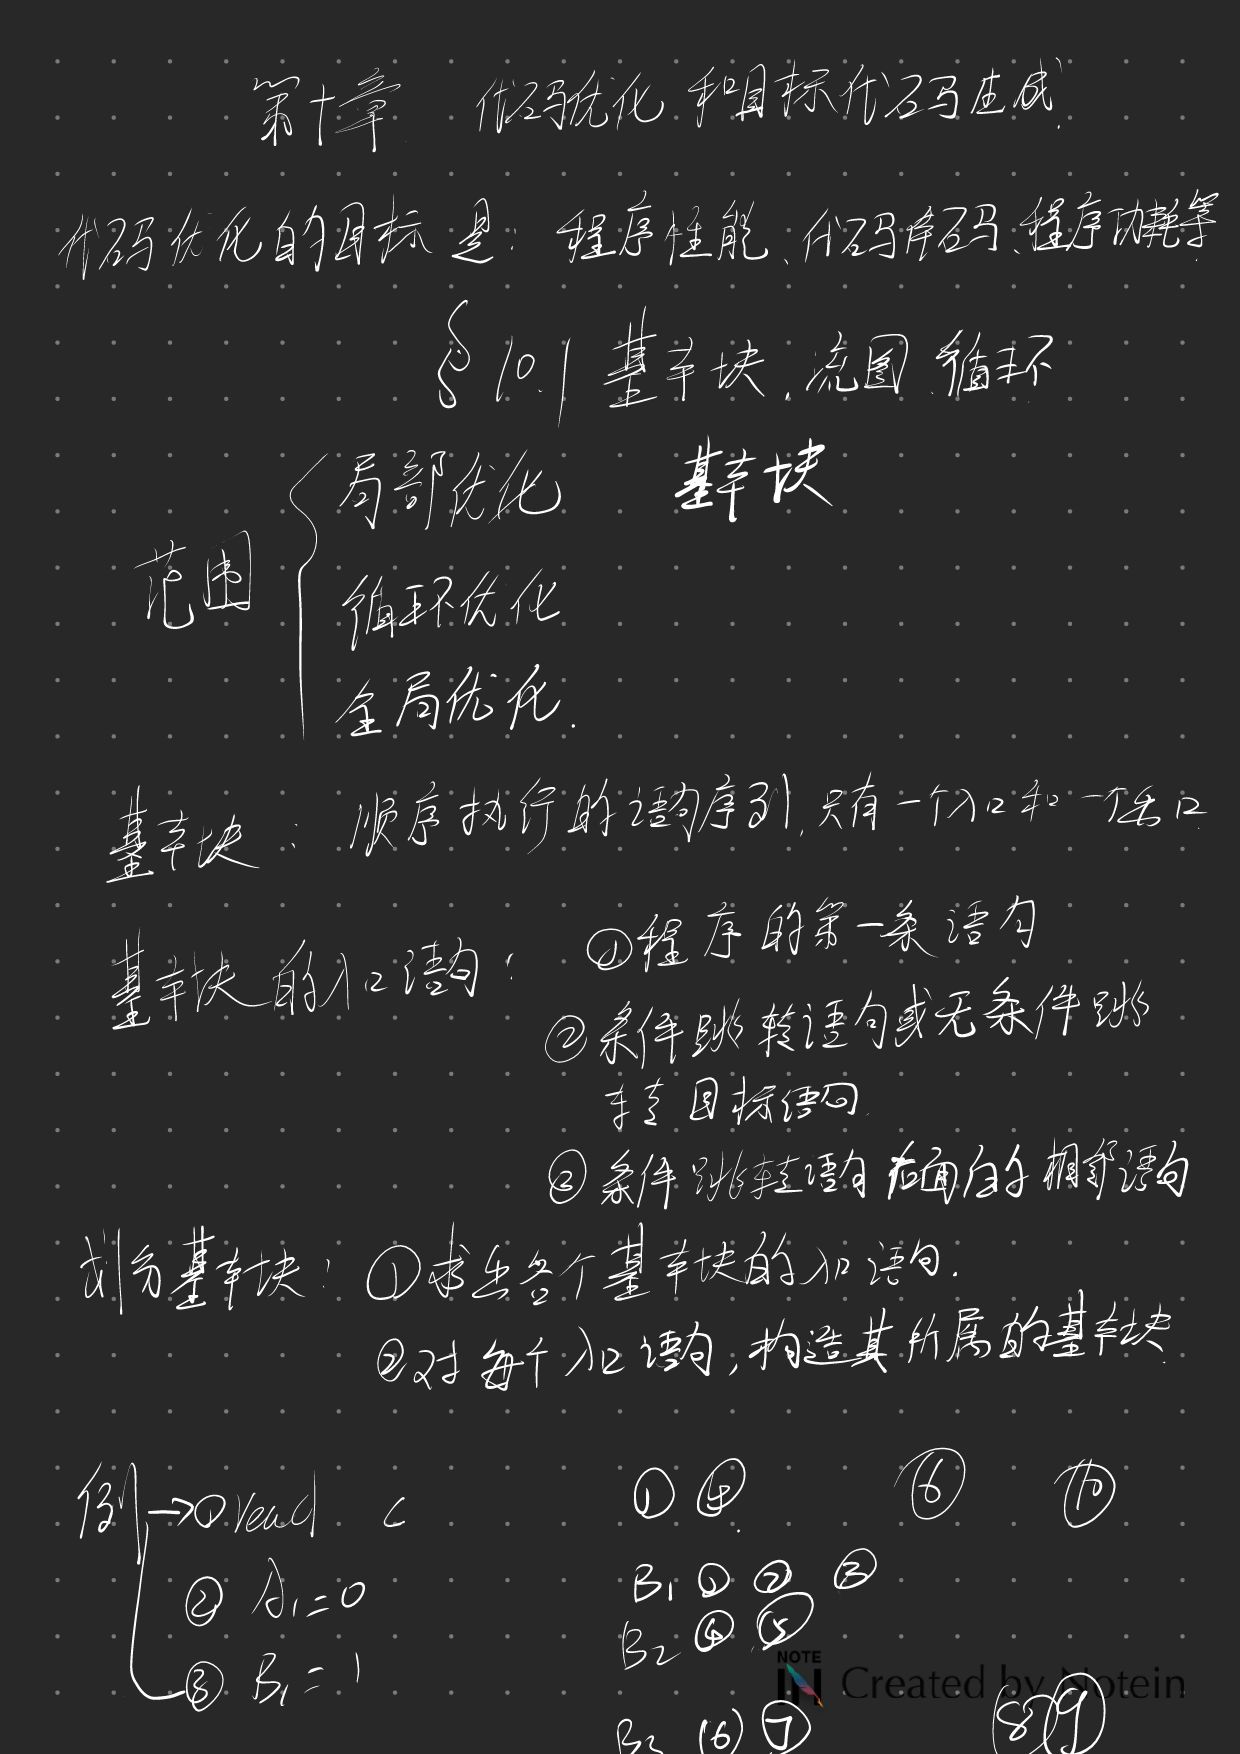 第十章 代码优化和目标代码生成
代码优化的目标是: 程序性能、代码体积、程序功耗等
§10.1 基本块、流图、循环
范围
局部优化 基本块
循环优化
全局优化.
基本块: 顺序执行的语句序列,只有一个入口和一个出口
基本块的入口语句: ①程序的第一条语句
②条件跳转语句或无条件跳
转目标语句
③条件跳转语句后面的相邻语句
划分基本块: ①求出各个基本块的入口语句.
②对每个入口语句,构造其所属的基本块
例 → ①read c ① ④ ⑥ ⑩
② A:=0 B1 ① ② ③
B2 ④ ⑤
③ B:=1
NOTE IN Created by Notein
B3 ⑥ ⑦ ⑧ ⑨